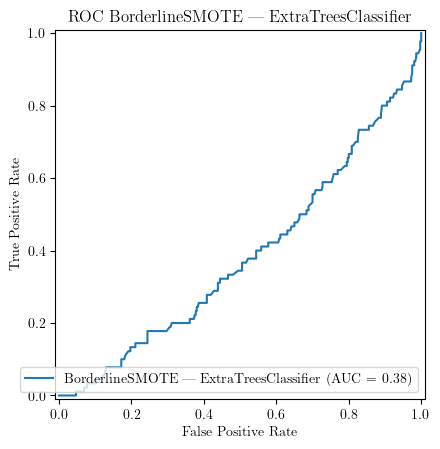 ROC BorderlineSMOTE — ExtraTreesClassifier
1.0
0.8
0.6
0.4
0.2
0.0
True Positive Rate
BorderlineSMOTE — ExtraTreesClassifier (AUC = 0.38)
0.0 0.2 0.4 0.6 0.8 1.0
False Positive Rate